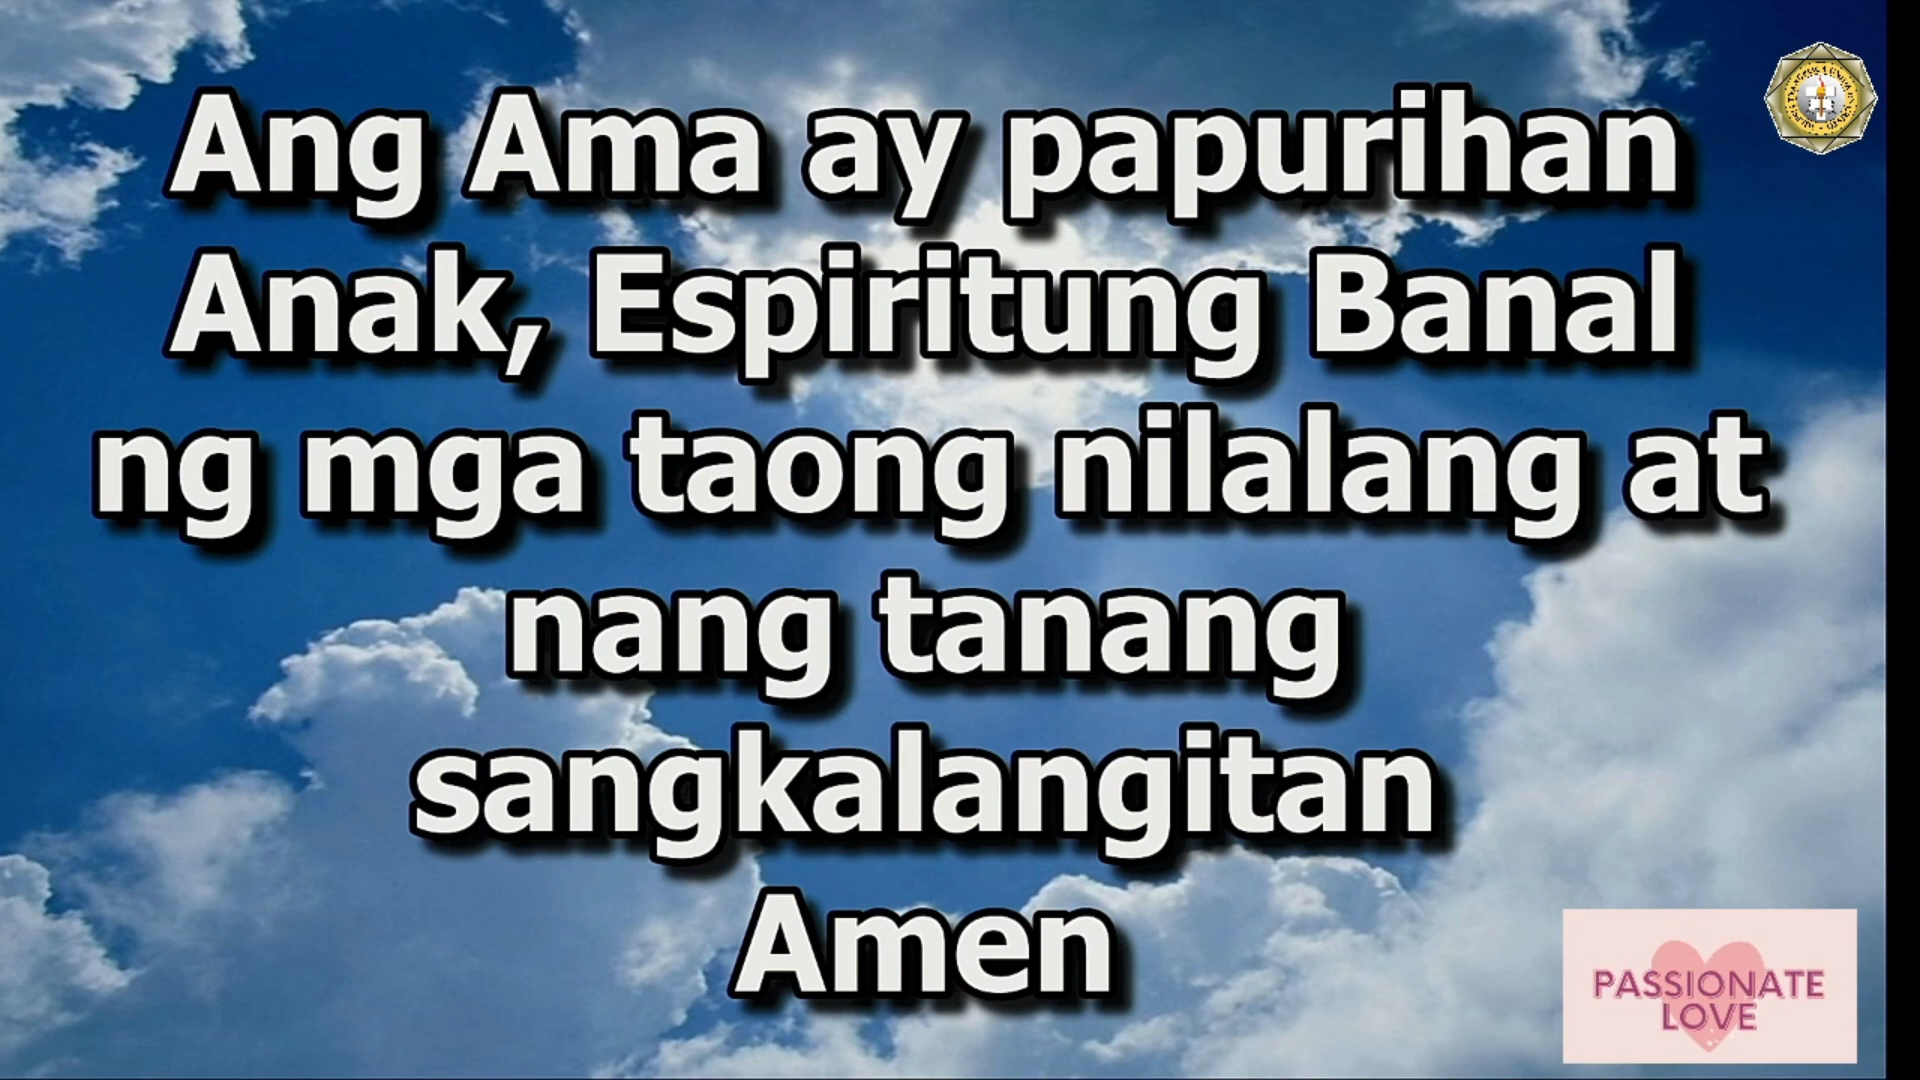 Ang Ama ay papurihan
Anak, Espiritung Banal
ng mga taong nilalang at
nang tanang
sangkalangitan
Amen
PASSIONATE
LOVE